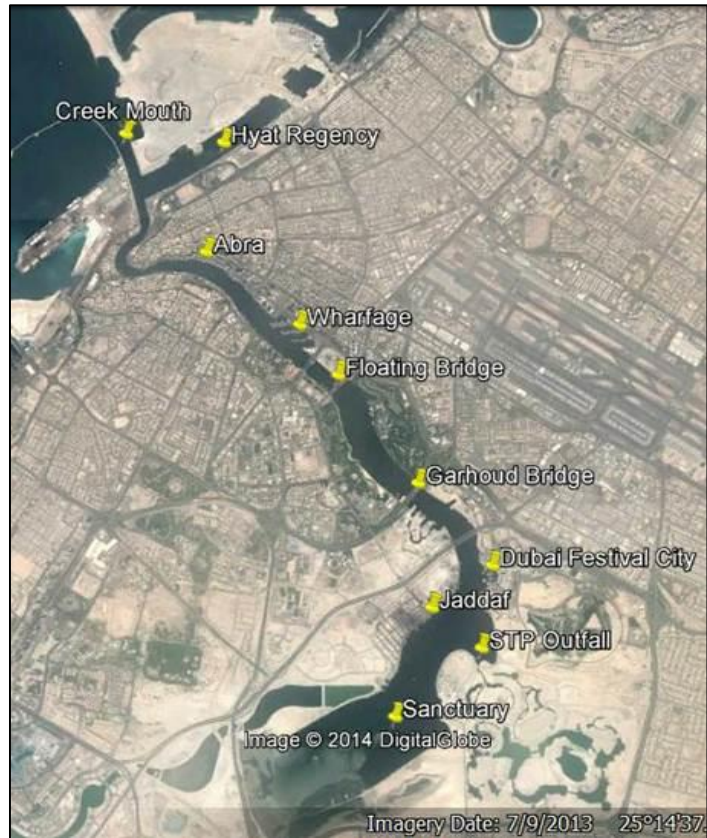 Creek Mouth
Hyat Regency
Abra
Wharfage
Floating Bridge
Garhoud Bridge
Dubai Festival City
Jaddaf
STP Outfall
Sanctuary
Image © 2014 DigitalGlobe
Imagery Date: 7/9/2013 25°14'37.